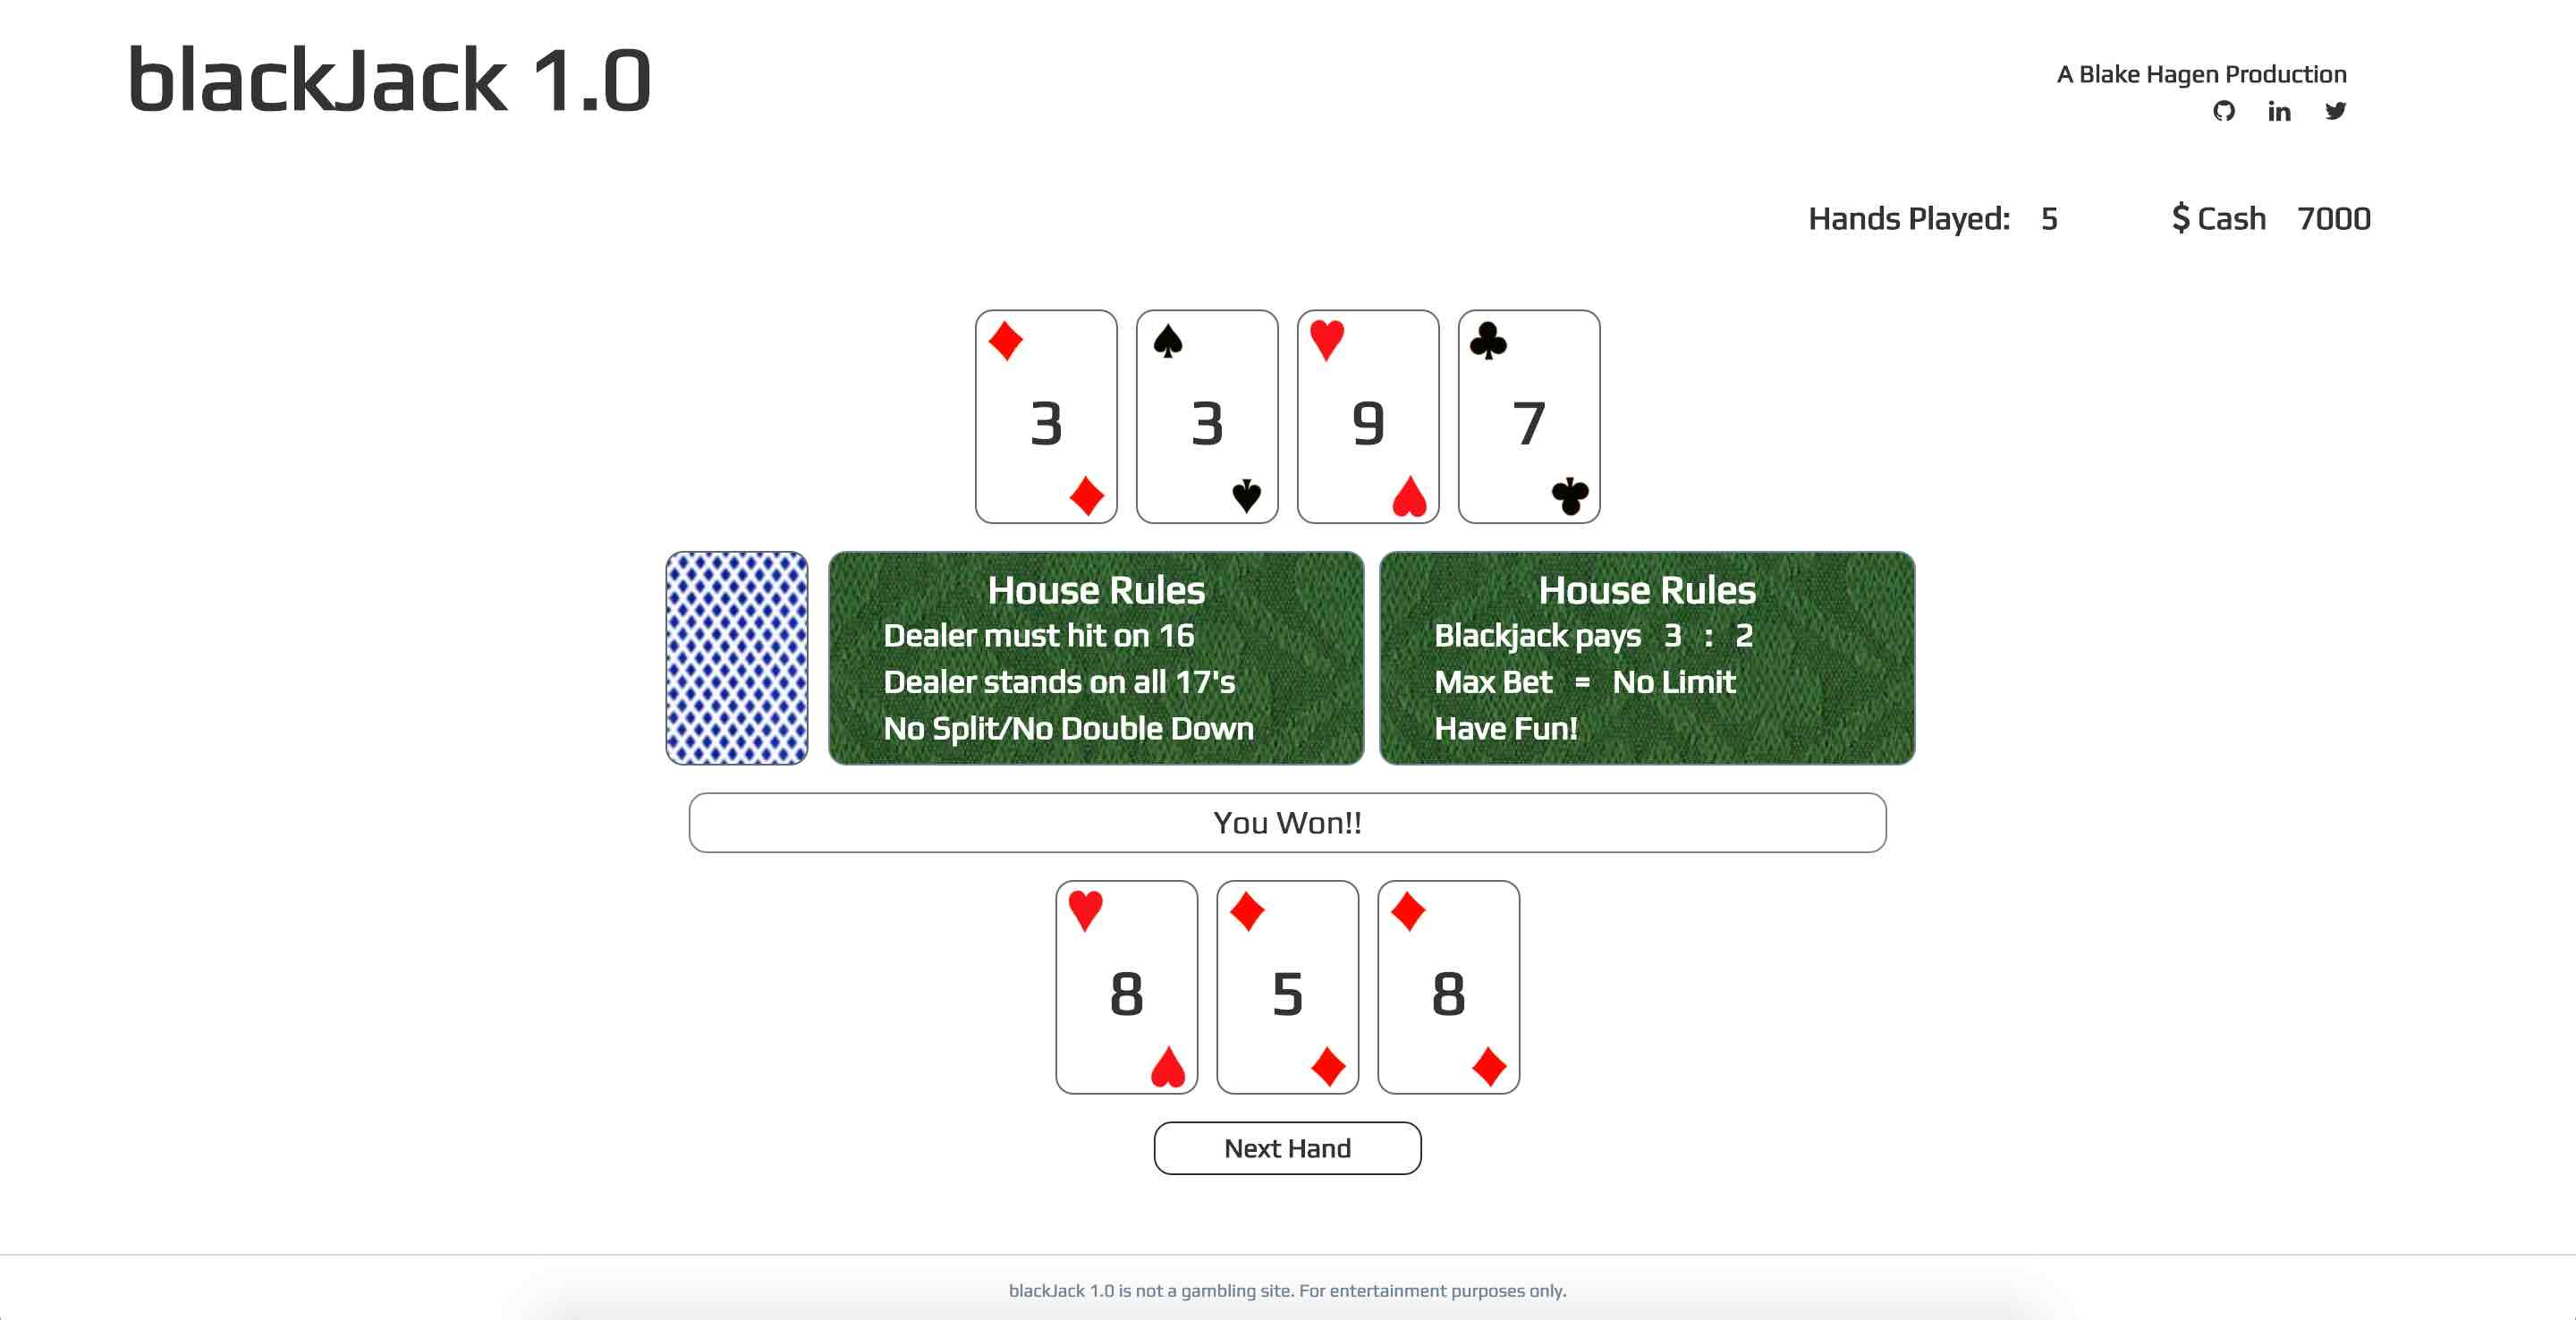 blackJack 1.0
A Blake Hagen Production
Hands Played: 5 $ Cash 7000
3 3 9 7
House Rules
Dealer must hit on 16
Dealer stands on all 17's
No Split/No Double Down
House Rules
Blackjack pays 3 : 2
Max Bet = No Limit
Have Fun!
You Won!!
8 5 8
Next Hand
blackJack 1.0 is not a gambling site. For entertainment purposes only.